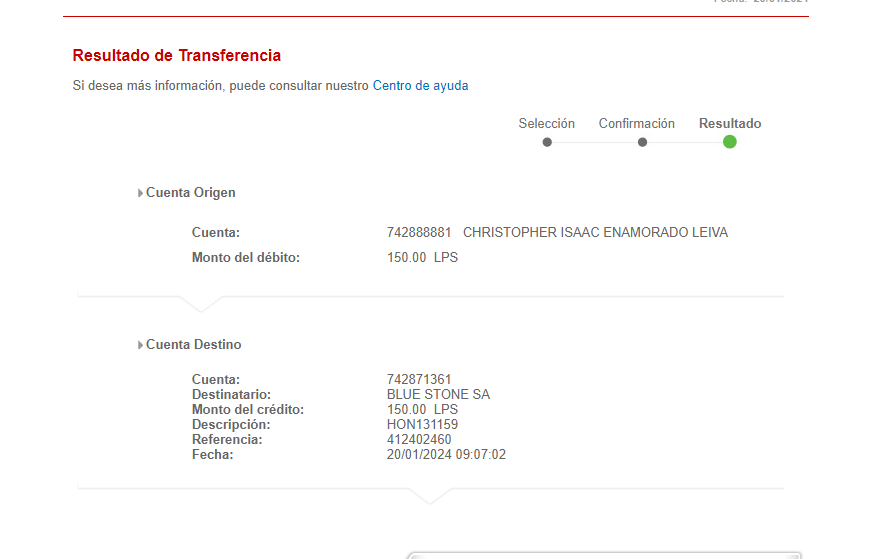 Resultado de Transferencia
Si desea más información, puede consultar nuestro Centro de ayuda
Selección Confirmación Resultado
Cuenta Origen
Cuenta: 742888881 CHRISTOPHER ISAAC ENAMORADO LEIVA
Monto del débito: 150.00 LPS
Cuenta Destino
Cuenta: 742871361
Destinatario: BLUE STONE SA
Monto del crédito: 150.00 LPS
Descripción: HON131159
Referencia: 412402460
Fecha: 20/01/2024 09:07:02